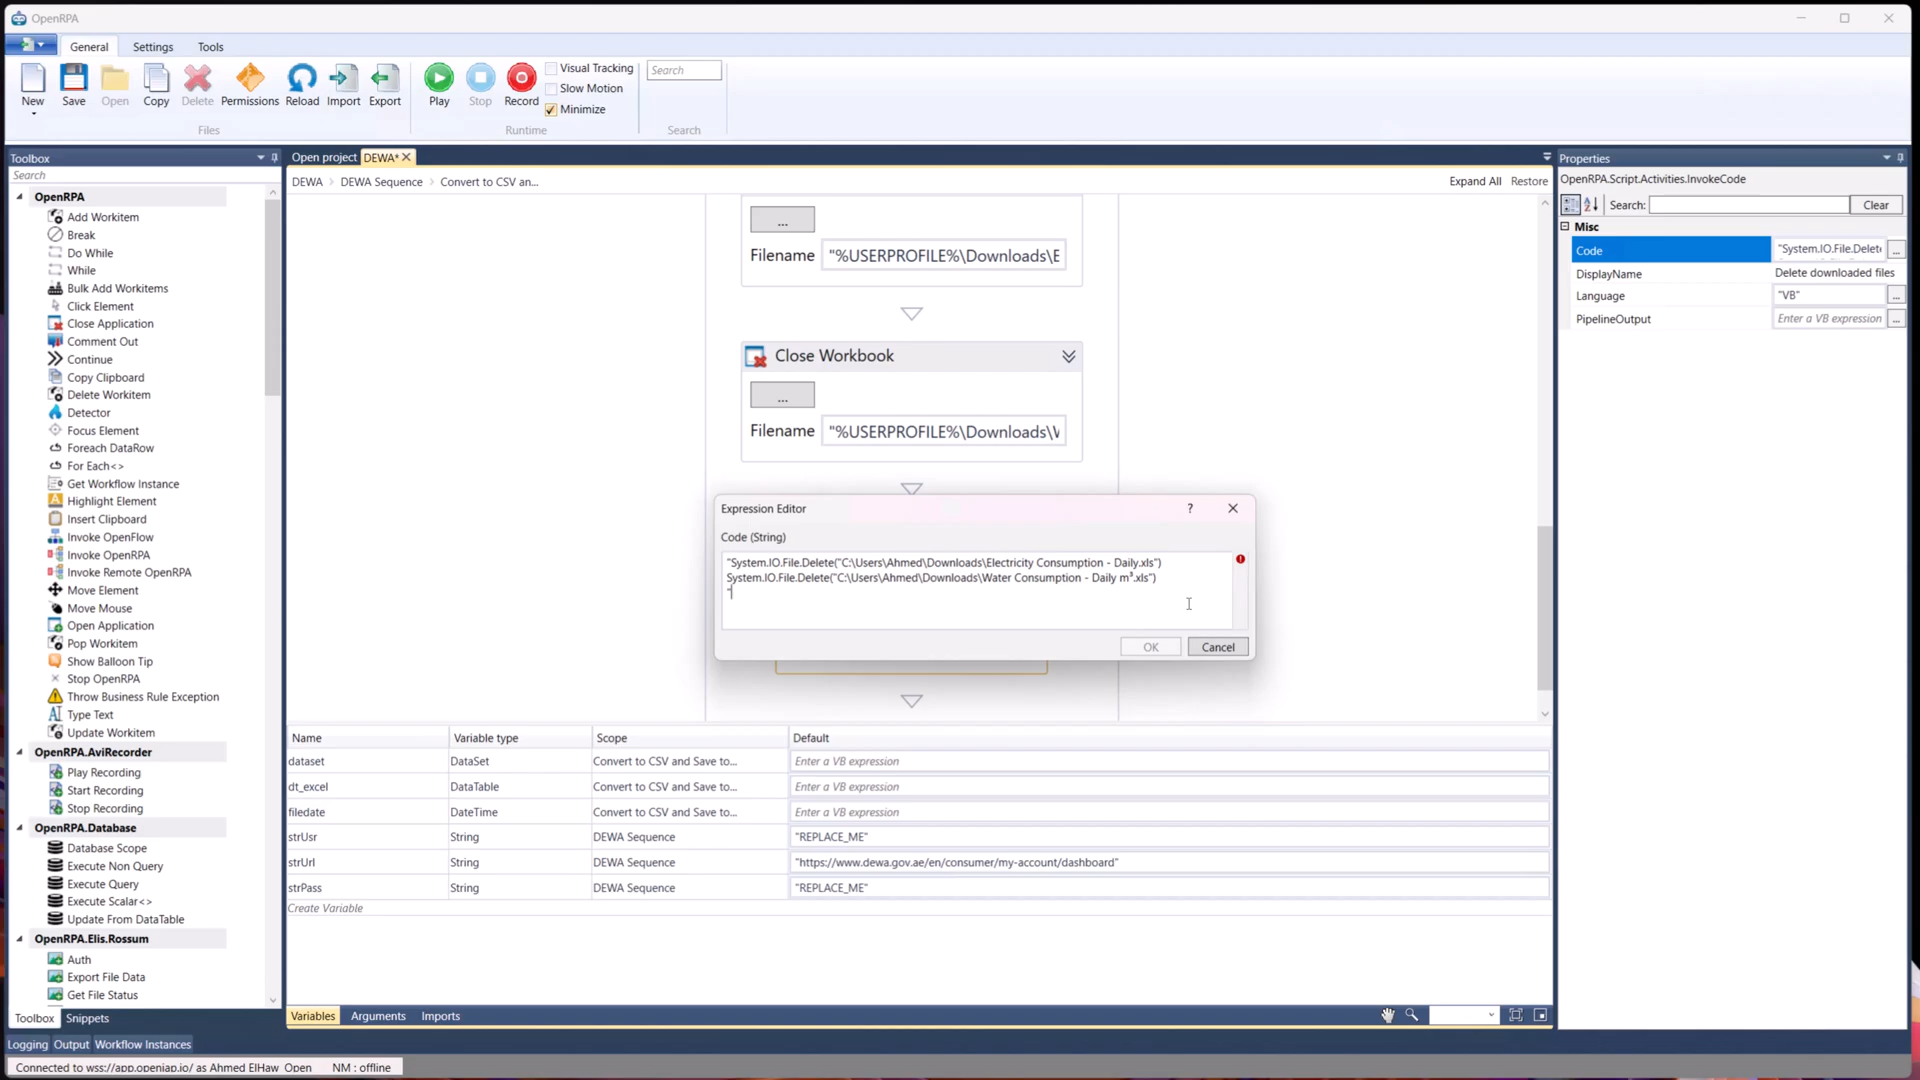 OpenRPA
General Settings Tools
New Save Open Copy Delete Permissions Reload Import Export
Files
Play Stop Record
Visual Tracking
Slow Motion
Minimize
Runtime
Search
Search
Toolbox
Search
OpenRPA
Add Workitem
Break
Do While
While
Bulk Add Workitems
Click Element
Close Application
Comment Out
Continue
Copy Clipboard
Delete Workitem
Detector
Focus Element
Foreach DataRow
For Each<>
Get Workflow Instance
Highlight Element
Insert Clipboard
Invoke OpenFlow
Invoke OpenRPA
Invoke Remote OpenRPA
Move Element
Move Mouse
Open Application
Pop Workitem
Show Balloon Tip
Stop OpenRPA
Throw Business Rule Exception
Type Text
Update Workitem
OpenRPA.AviRecorder
Play Recording
Start Recording
Stop Recording
OpenRPA.Database
Database Scope
Execute Non Query
Execute Query
Execute Scalar<>
Update From DataTable
OpenRPA.Elis.Rossum
Auth
Export File Data
Get File Status
Toolbox Snippets
Open project DEWA*
DEWA DEWA Sequence Convert to CSV an...
Expand All Restore
...
Filename "%USERPROFILE%\Downloads\E
Close Workbook
...
Filename "%USERPROFILE%\Downloads\V
Expression Editor ?
Code (String)
"System.IO.File.Delete("C:\Users\Ahmed\Downloads\Electricity Consumption - Daily.xls")
System.IO.File.Delete("C:\Users\Ahmed\Downloads\Water Consumption - Daily m³.xls")
"
OK Cancel
Name Variable type Scope Default
dataset DataSet Convert to CSV and Save to... Enter a VB expression
dt_excel DataTable Convert to CSV and Save to... Enter a VB expression
filedate DateTime Convert to CSV and Save to... Enter a VB expression
strUsr String DEWA Sequence "REPLACE_ME"
strUrl String DEWA Sequence "https://www.dewa.gov.ae/en/consumer/my-account/dashboard"
strPass String DEWA Sequence "REPLACE_ME"
Create Variable
Variables Arguments Imports
Properties
OpenRPA.Script.Activities.InvokeCode
Search: Clear
Misc
Code "System.IO.File.Delete ...
DisplayName Delete downloaded files
Language "VB" ...
PipelineOutput Enter a VB expression ...
Logging Output Workflow Instances
Connected to wss://app.openiap.io/ as Ahmed ElHaw Open NM : offline